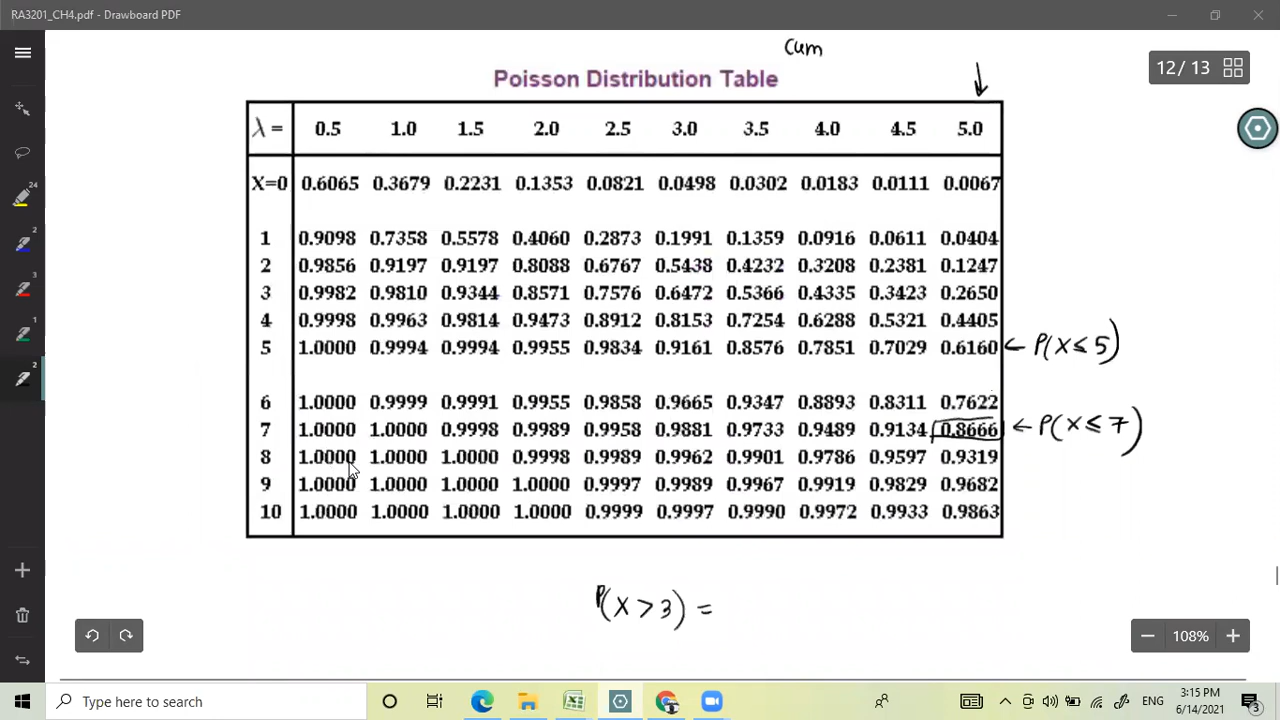 RA3201_CH4.pdf - Drawboard PDF
Cum
12 / 13
Poisson Distribution Table
λ = 0.5 1.0 1.5 2.0 2.5 3.0 3.5 4.0 4.5 5.0
X=0 0.6065 0.3679 0.2231 0.1353 0.0821 0.0498 0.0302 0.0183 0.0111 0.0067
24
1 0.9098 0.7358 0.5578 0.4060 0.2873 0.1991 0.1359 0.0916 0.0611 0.0404
2
2 0.9856 0.9197 0.9197 0.8088 0.6767 0.5438 0.4232 0.3208 0.2381 0.1247
3
3 0.9982 0.9810 0.9344 0.8571 0.7576 0.6472 0.5366 0.4335 0.3423 0.2650
2
4 0.9998 0.9963 0.9814 0.9473 0.8912 0.8153 0.7254 0.6288 0.5321 0.4405
5 1.0000 0.9994 0.9994 0.9955 0.9834 0.9161 0.8576 0.7851 0.7029 0.6160 ← P(X ≤ 5)
2
6 1.0000 0.9999 0.9991 0.9955 0.9858 0.9665 0.9347 0.8893 0.8311 0.7622
7 1.0000 1.0000 0.9998 0.9989 0.9958 0.9881 0.9733 0.9489 0.9134 0.8666 ← P(X ≤ 7)
8 1.0000 1.0000 1.0000 0.9998 0.9989 0.9962 0.9901 0.9786 0.9597 0.9319
9 1.0000 1.0000 1.0000 1.0000 0.9997 0.9989 0.9967 0.9919 0.9829 0.9682
10 1.0000 1.0000 1.0000 1.0000 0.9999 0.9997 0.9990 0.9972 0.9933 0.9863
P(X > 3) =
108%
Type here to search
ENG
3:15 PM
6/14/2021
3